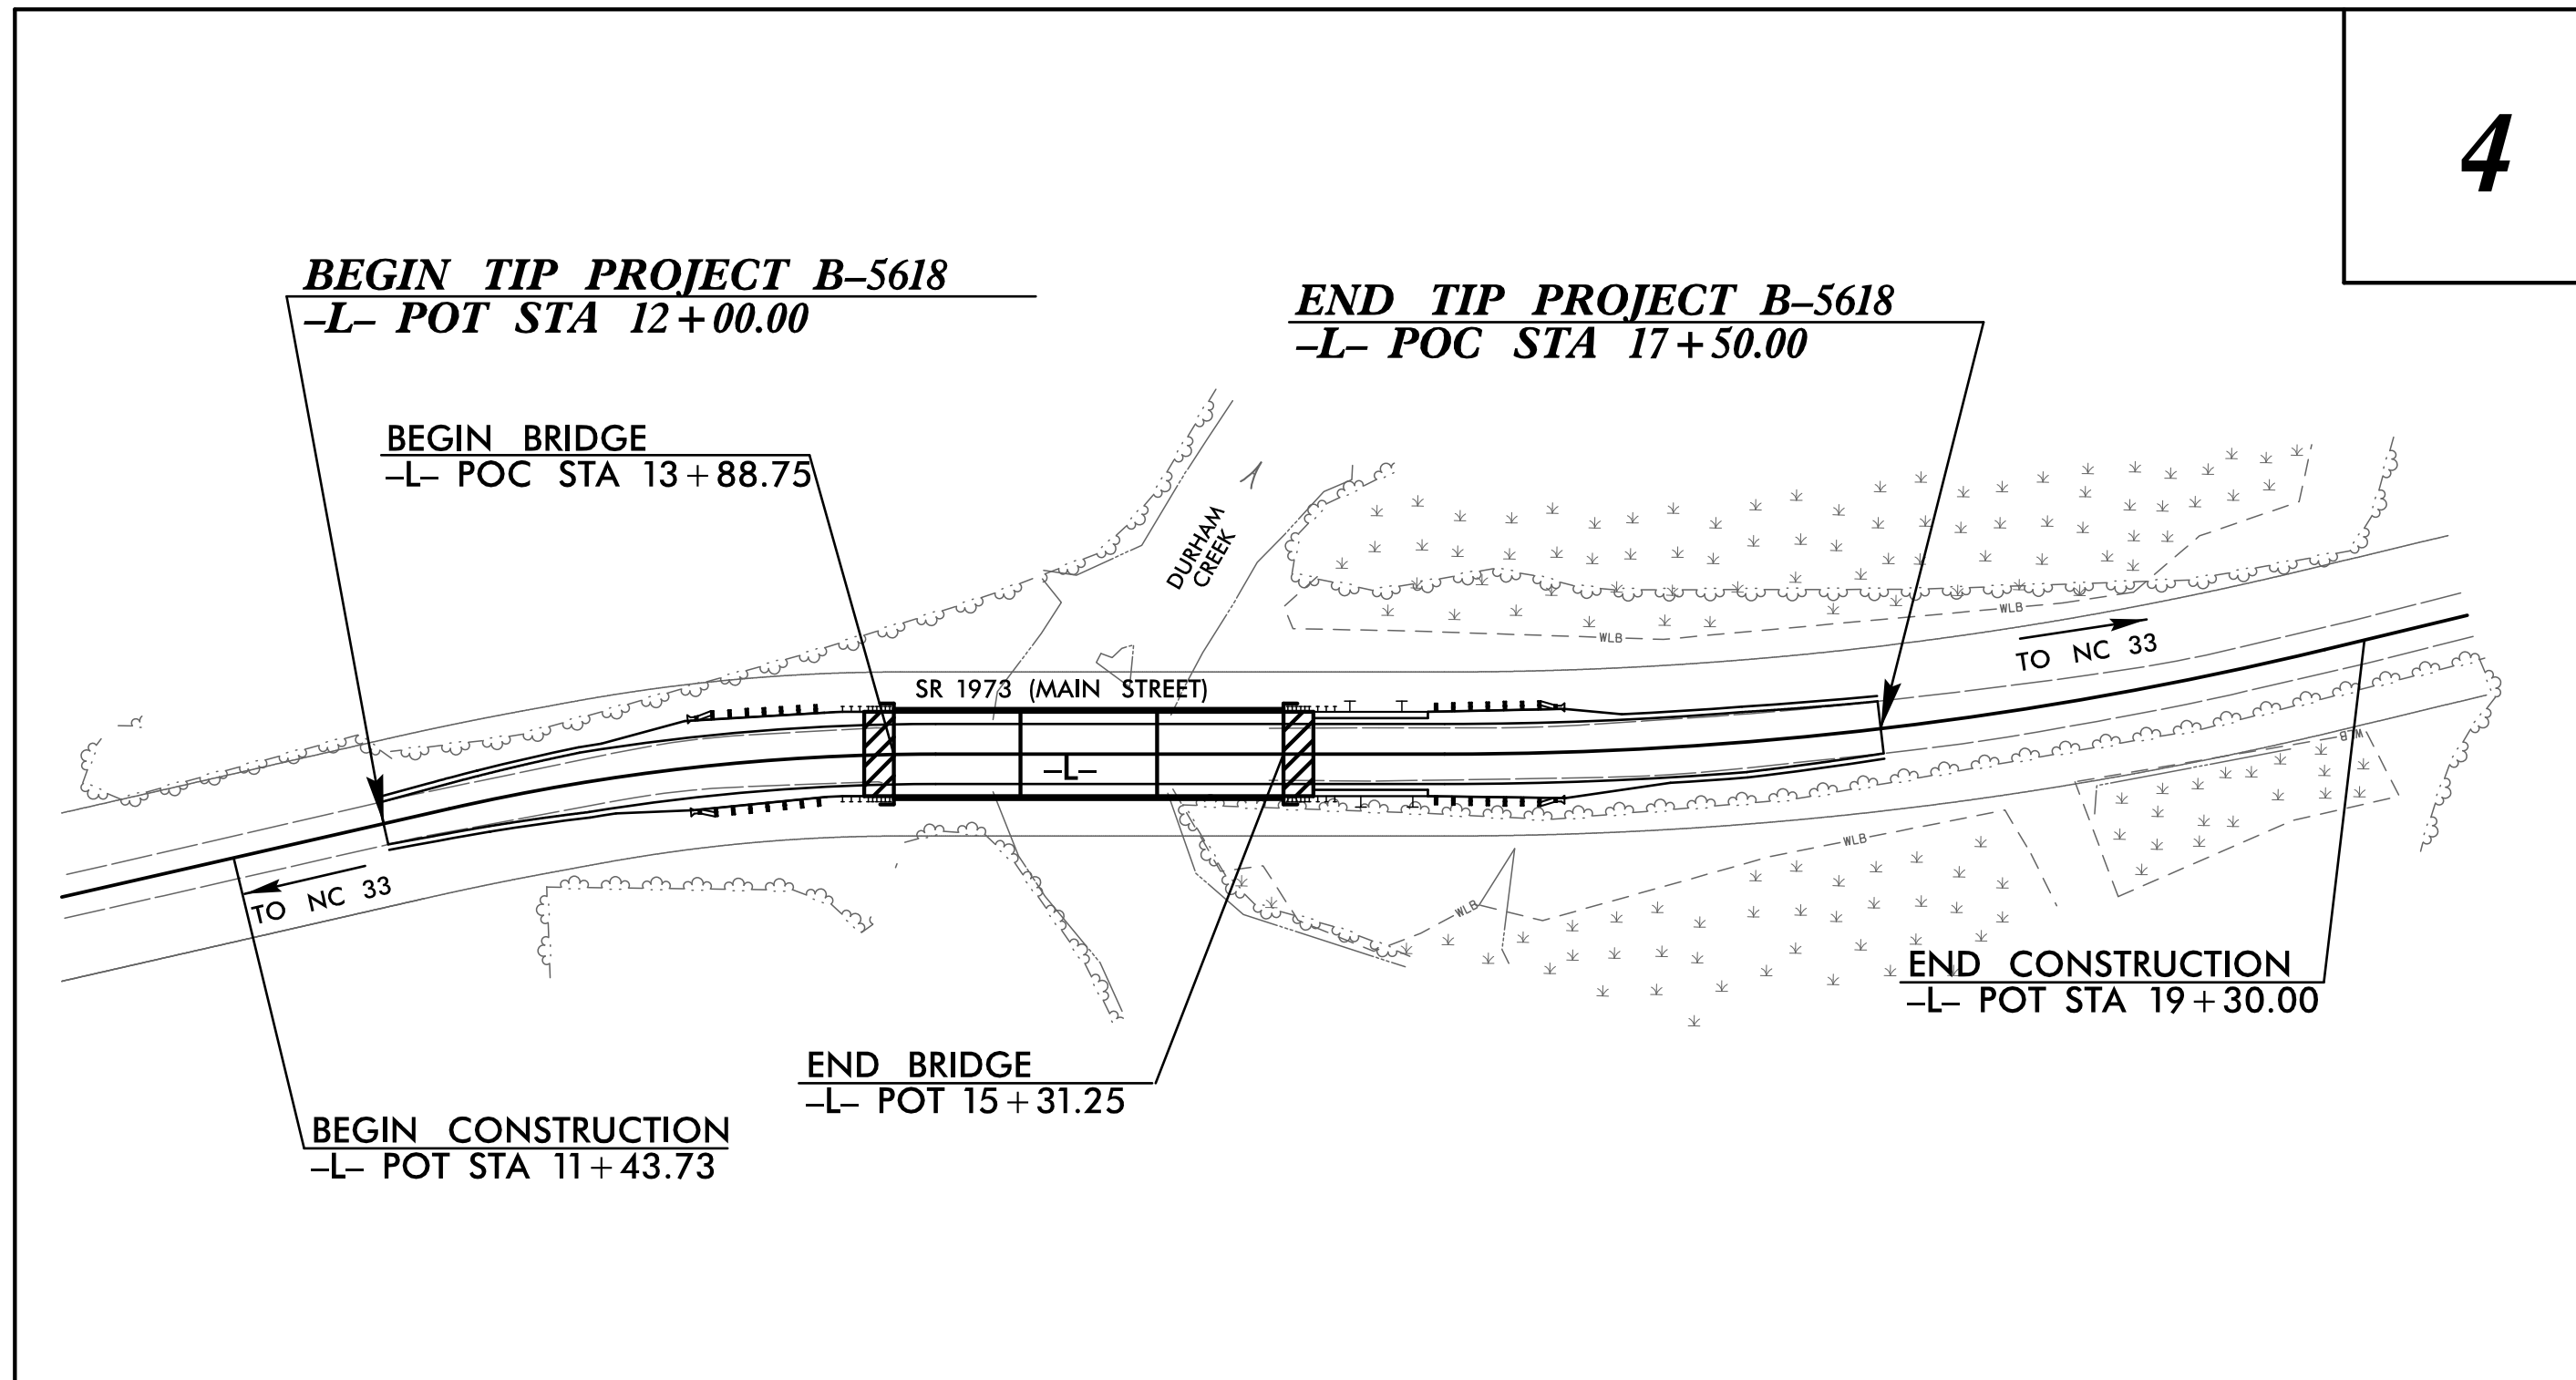 4
BEGIN TIP PROJECT B–5618
–L– POT STA 12+00.00
END TIP PROJECT B–5618
–L– POC STA 17+50.00
BEGIN BRIDGE
–L– POC STA 13+88.75
DURHAM
CREEK
WLB
WLB
TO NC 33
SR 1973 (MAIN STREET)
WLB
–L–
WLB
TO NC 33
WLB
END CONSTRUCTION
–L– POT STA 19+30.00
END BRIDGE
–L– POT 15+31.25
BEGIN CONSTRUCTION
–L– POT STA 11+43.73